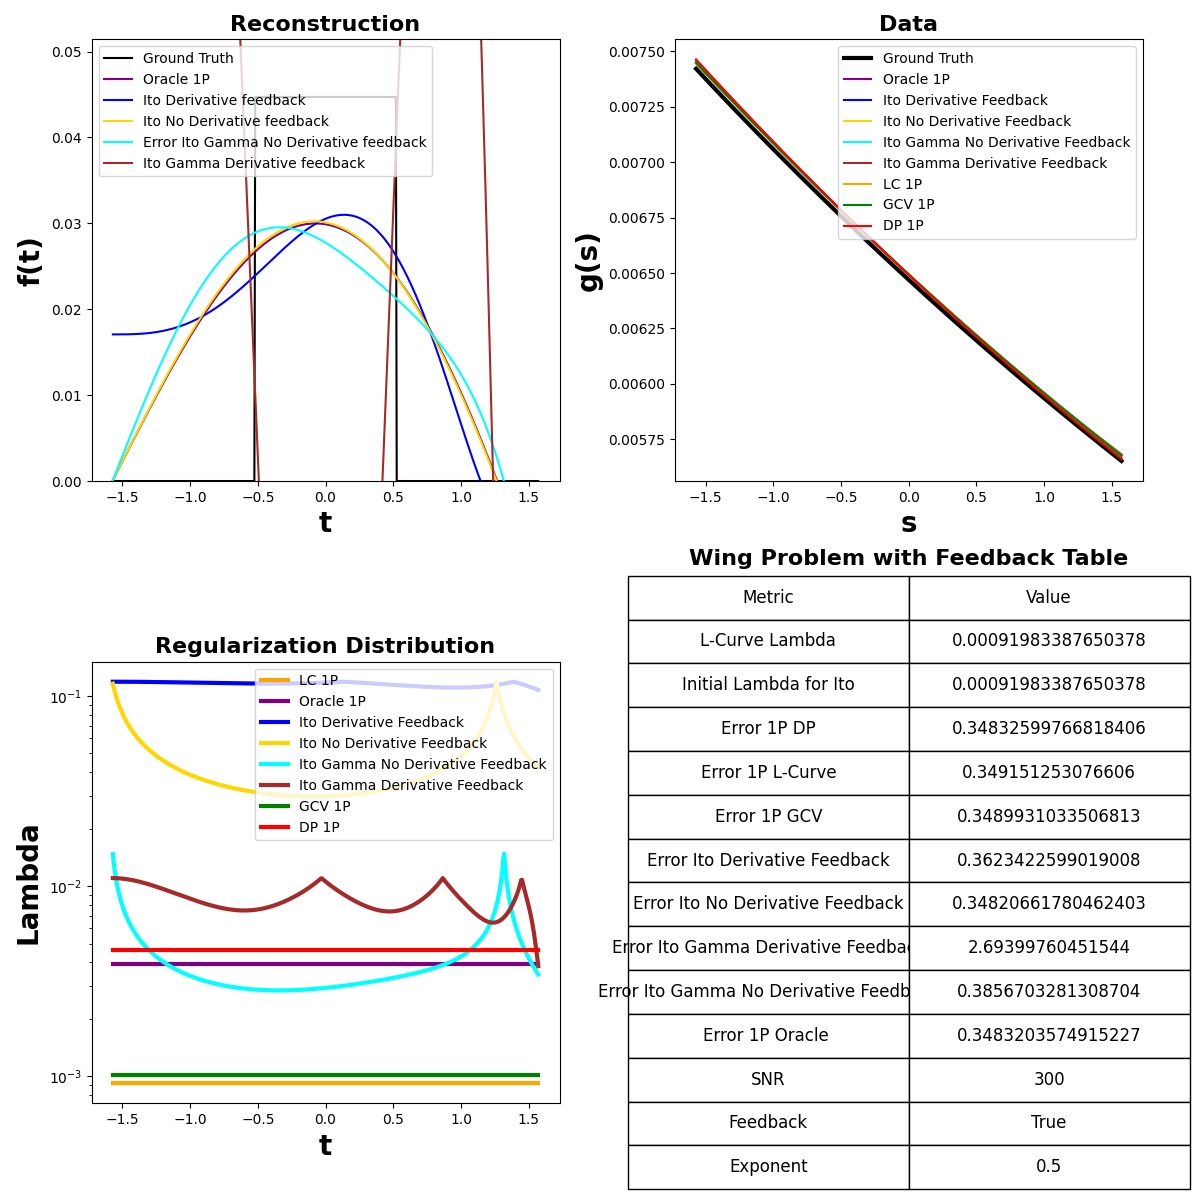 Reconstruction
0.05
0.04
0.03
0.02
0.01
0.00
f(t)
Ground Truth
Oracle 1P
Ito Derivative feedback
Ito No Derivative feedback
Error Ito Gamma No Derivative feedback
Ito Gamma Derivative feedback
−1.5 −1.0 −0.5 0.0 0.5 1.0 1.5
t
Data
0.00750
0.00725
0.00700
0.00675
0.00650
0.00625
0.00600
0.00575
g(s)
Ground Truth
Oracle 1P
Ito Derivative Feedback
Ito No Derivative Feedback
Ito Gamma No Derivative Feedback
Ito Gamma Derivative Feedback
LC 1P
GCV 1P
DP 1P
−1.5 −1.0 −0.5 0.0 0.5 1.0 1.5
s
Regularization Distribution
10−1
10−2
10−3
Lambda
LC 1P
Oracle 1P
Ito Derivative Feedback
Ito No Derivative Feedback
Ito Gamma No Derivative Feedback
Ito Gamma Derivative Feedback
GCV 1P
DP 1P
−1.5 −1.0 −0.5 0.0 0.5 1.0 1.5
t
Wing Problem with Feedback Table
Metric Value
L-Curve Lambda 0.00091983387650378
Initial Lambda for Ito 0.00091983387650378
Error 1P DP 0.34832599766818406
Error 1P L-Curve 0.349151253076606
Error 1P GCV 0.3489931033506813
Error Ito Derivative Feedback 0.3623422599019008
Error Ito No Derivative Feedback 0.34820661780462403
Error Ito Gamma Derivative Feedbac 2.69399760451544
Error Ito Gamma No Derivative Feedb 0.3856703281308704
Error 1P Oracle 0.3483203574915227
SNR 300
Feedback True
Exponent 0.5